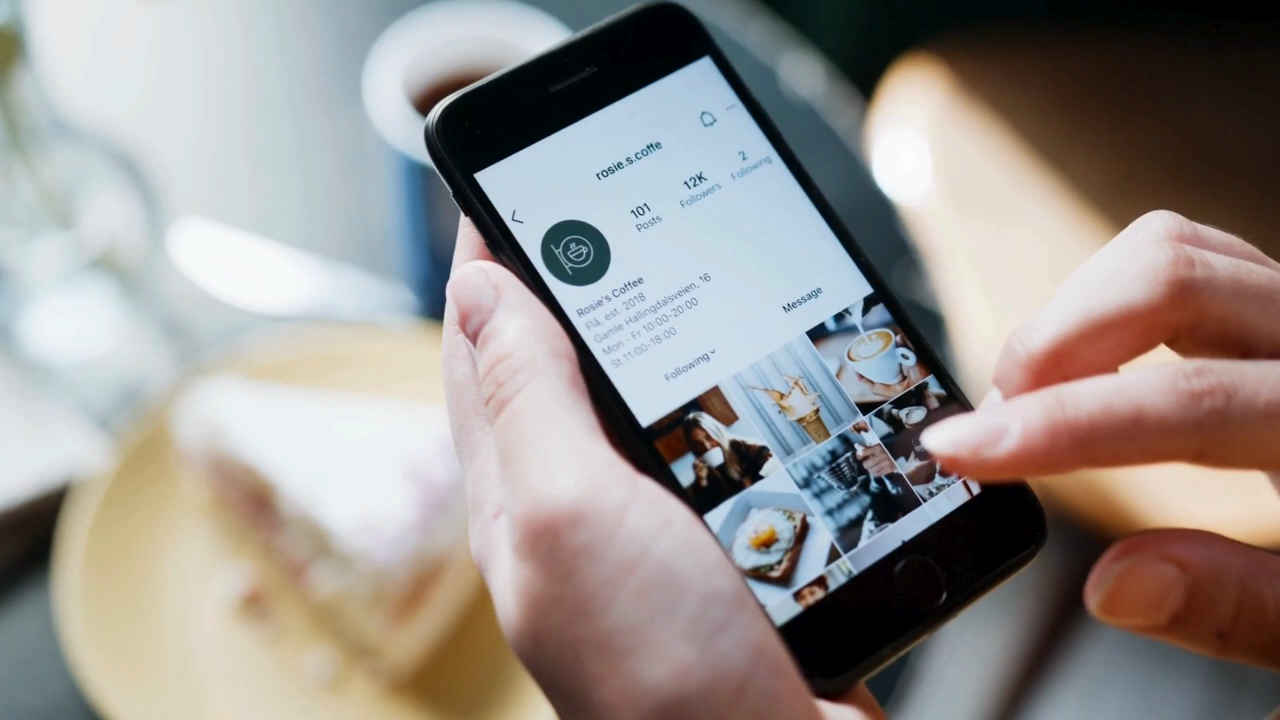 rosie.s.coffe
101
Posts
12K
Followers
2
Following
Rosie's Coffee
Flå, est. 2018
Gamle Hallingdalsveien, 16
Mon - Fr 10:00-20:00
St 11:00-18:00
Following
Message